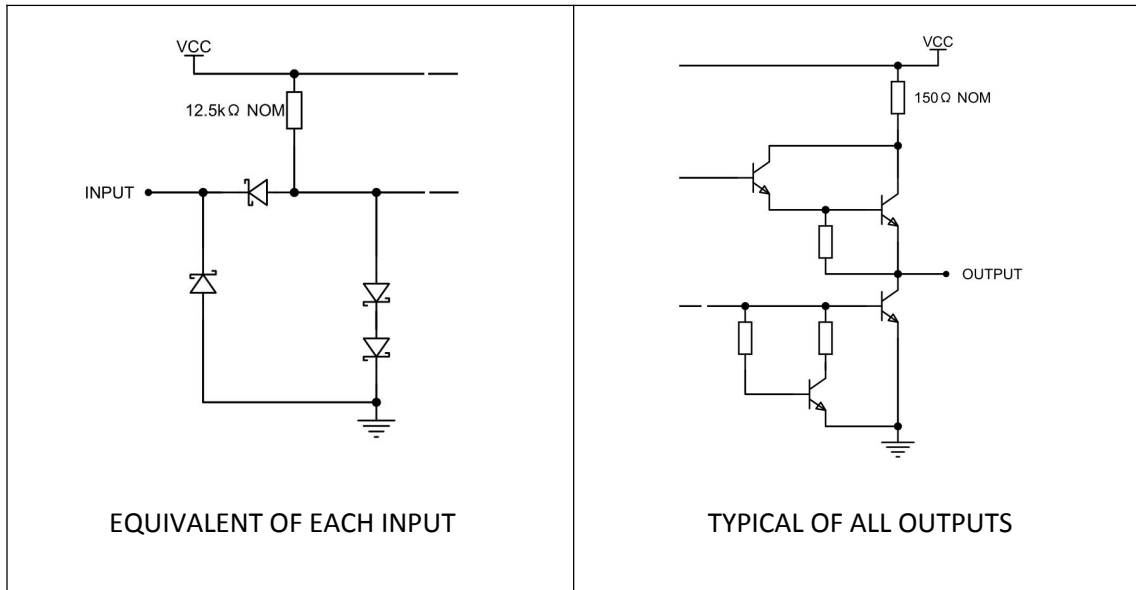 VCC
12.5kΩ NOM
INPUT
EQUIVALENT OF EACH INPUT
VCC
150Ω NOM
OUTPUT
TYPICAL OF ALL OUTPUTS